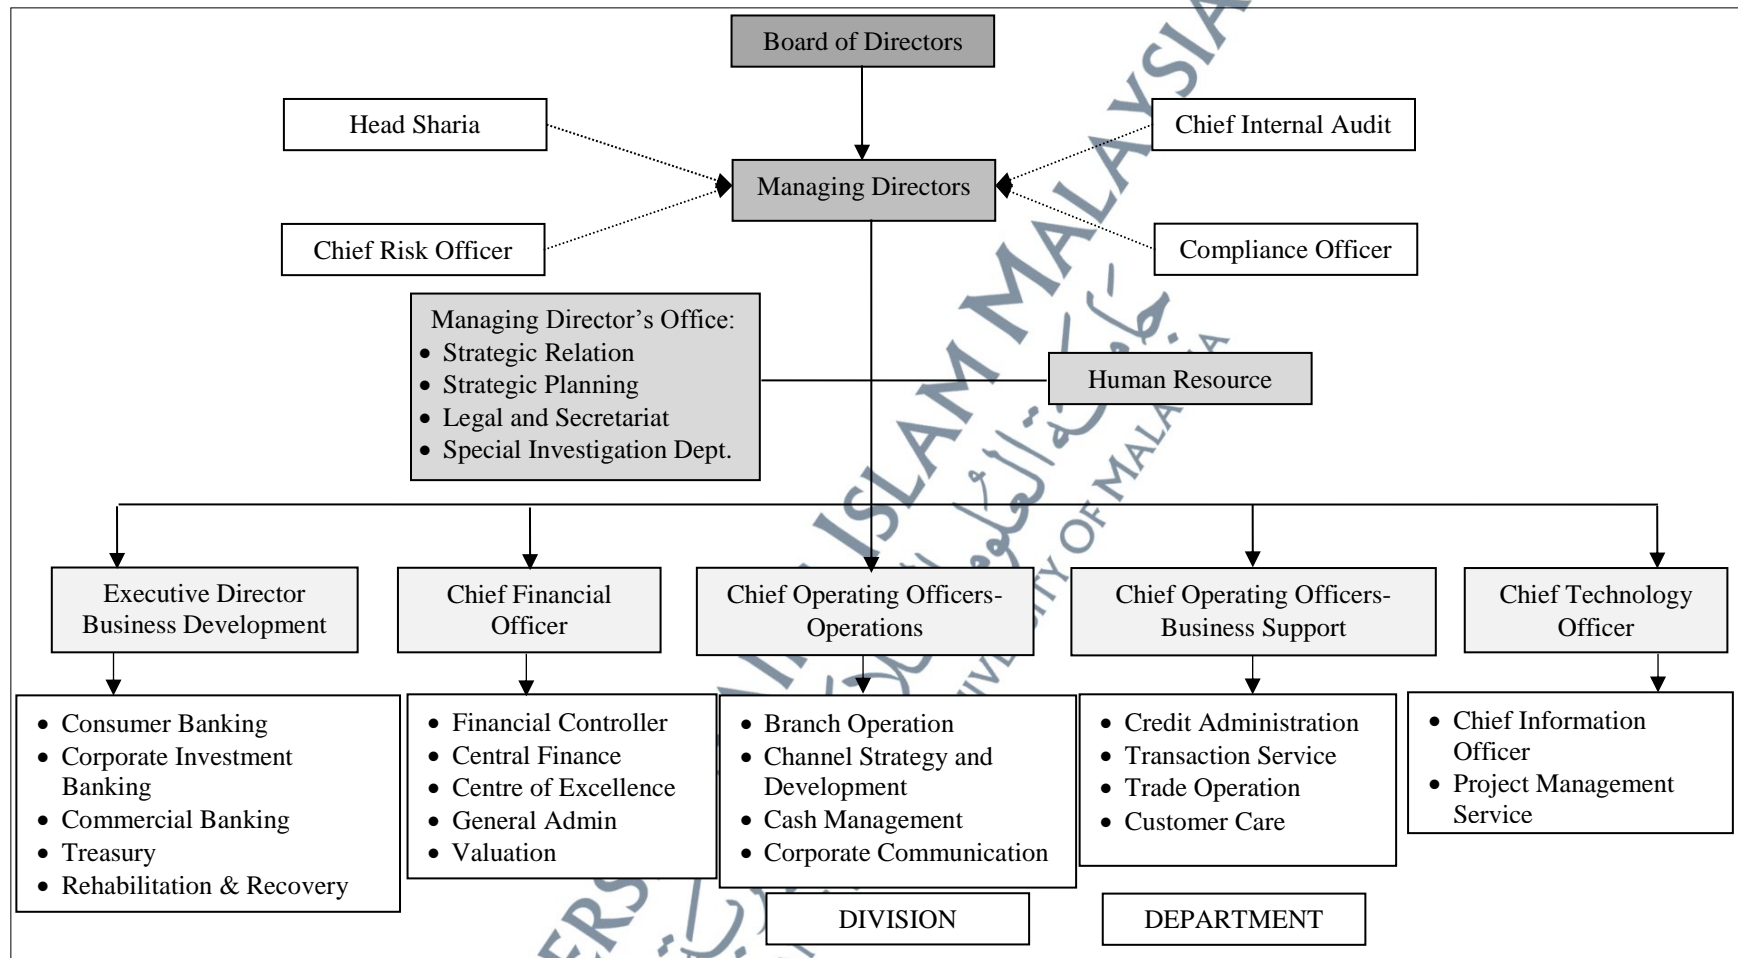 Board of Directors
Head Sharia
Chief Internal Audit
Managing Directors
Chief Risk Officer
Compliance Officer
Managing Director’s Office:
• Strategic Relation
• Strategic Planning
• Legal and Secretariat
• Special Investigation Dept.
Human Resource
Executive Director
Business Development
Chief Financial
Officer
Chief Operating Officers-
Operations
Chief Operating Officers-
Business Support
Chief Technology
Officer
• Consumer Banking
• Corporate Investment
Banking
• Commercial Banking
• Treasury
• Rehabilitation & Recovery
• Financial Controller
• Central Finance
• Centre of Excellence
• General Admin
• Valuation
• Branch Operation
• Channel Strategy and
Development
• Cash Management
• Corporate Communication
• Credit Administration
• Transaction Service
• Trade Operation
• Customer Care
• Chief Information
Officer
• Project Management
Service
DIVISION
DEPARTMENT
ISLAM MALAYSIA
OF MALAYSIA